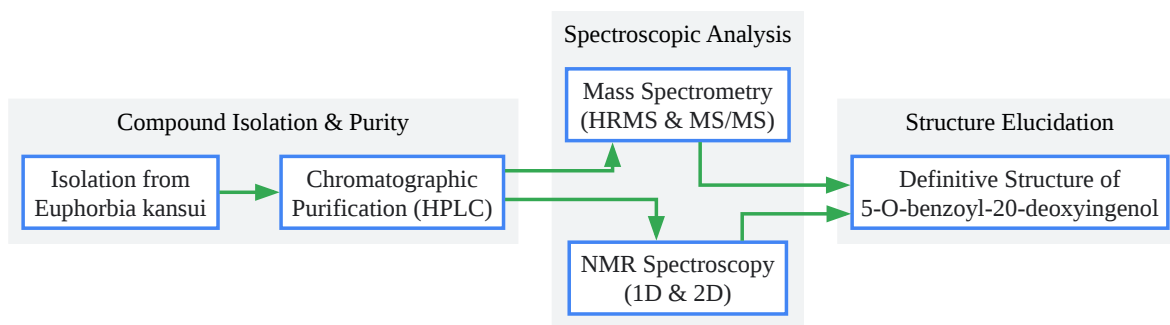 Compound Isolation & Purity
Isolation from
Euphorbia kansui
Chromatographic
Purification (HPLC)
Spectroscopic Analysis
Mass Spectrometry
(HRMS & MS/MS)
NMR Spectroscopy
(1D & 2D)
Structure Elucidation
Definitive Structure of
5-O-benzoyl-20-deoxyingenol